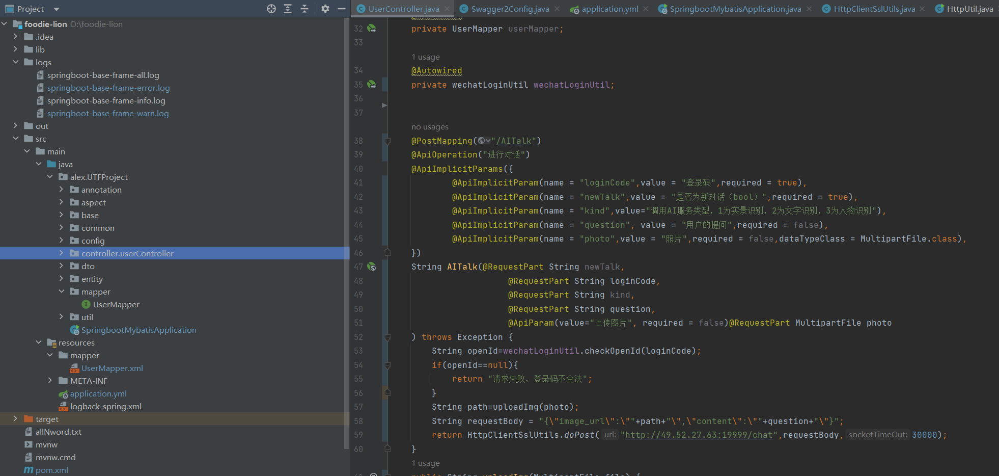 Project
foodie-lion D:\foodie-lion
.idea
lib
logs
springboot-base-frame-all.log
springboot-base-frame-error.log
springboot-base-frame-info.log
springboot-base-frame-warn.log
out
src
main
java
alex.UTFProject
annotation
aspect
base
common
config
controller.userController
dto
entity
mapper
UserMapper
util
SpringbootMybatisApplication
resources
mapper
UserMapper.xml
META-INF
application.yml
logback-spring.xml
target
allNword.txt
mvnw
mvnw.cmd
pom.xml
UserController.java Swagger2Config.java application.yml SpringbootMybatisApplication.java HttpClientSslUtils.java HttpUtil.java
32 private UserMapper userMapper;
33
1 usage
34 @Autowired
35 private wechatLoginUtil wechatLoginUtil;
36
37
no usages
38 @PostMapping("/AITalk")
39 @ApiOperation("进行对话")
40 @ApiImplicitParams({
41 @ApiImplicitParam(name = "loginCode",value = "登录码",required = true),
42 @ApiImplicitParam(name = "newTalk",value = "是否为新对话（bool）",required = true),
43 @ApiImplicitParam(name = "kind",value="调用AI服务类型，1为实景识别，2为文字识别，3为人物识别"),
44 @ApiImplicitParam(name = "question", value = "用户的提问",required = false),
45 @ApiImplicitParam(name = "photo",value = "照片",required = false,dataTypeClass = MultipartFile.class),
46 })
47 String AITalk(@RequestPart String newTalk,
48 @RequestPart String loginCode,
49 @RequestPart String kind,
50 @RequestPart String question,
51 @ApiParam(value="上传图片", required = false)@RequestPart MultipartFile photo
52 ) throws Exception {
53 String openId=wechatLoginUtil.checkOpenId(loginCode);
54 if(openId==null){
55 return "请求失败，登录码不合法";
56 }
57 String path=uploadImg(photo);
58 String requestBody = "{\"image_url\":\""+path+"\",\"content\":\""+question+"\"}";
59 return HttpClientSslUtils.doPost( url: "http://49.52.27.63:19999/chat",requestBody, socketTimeOut: 30000);
60 }
1 usage
61 public String uploadImg(MultipartFile file) {